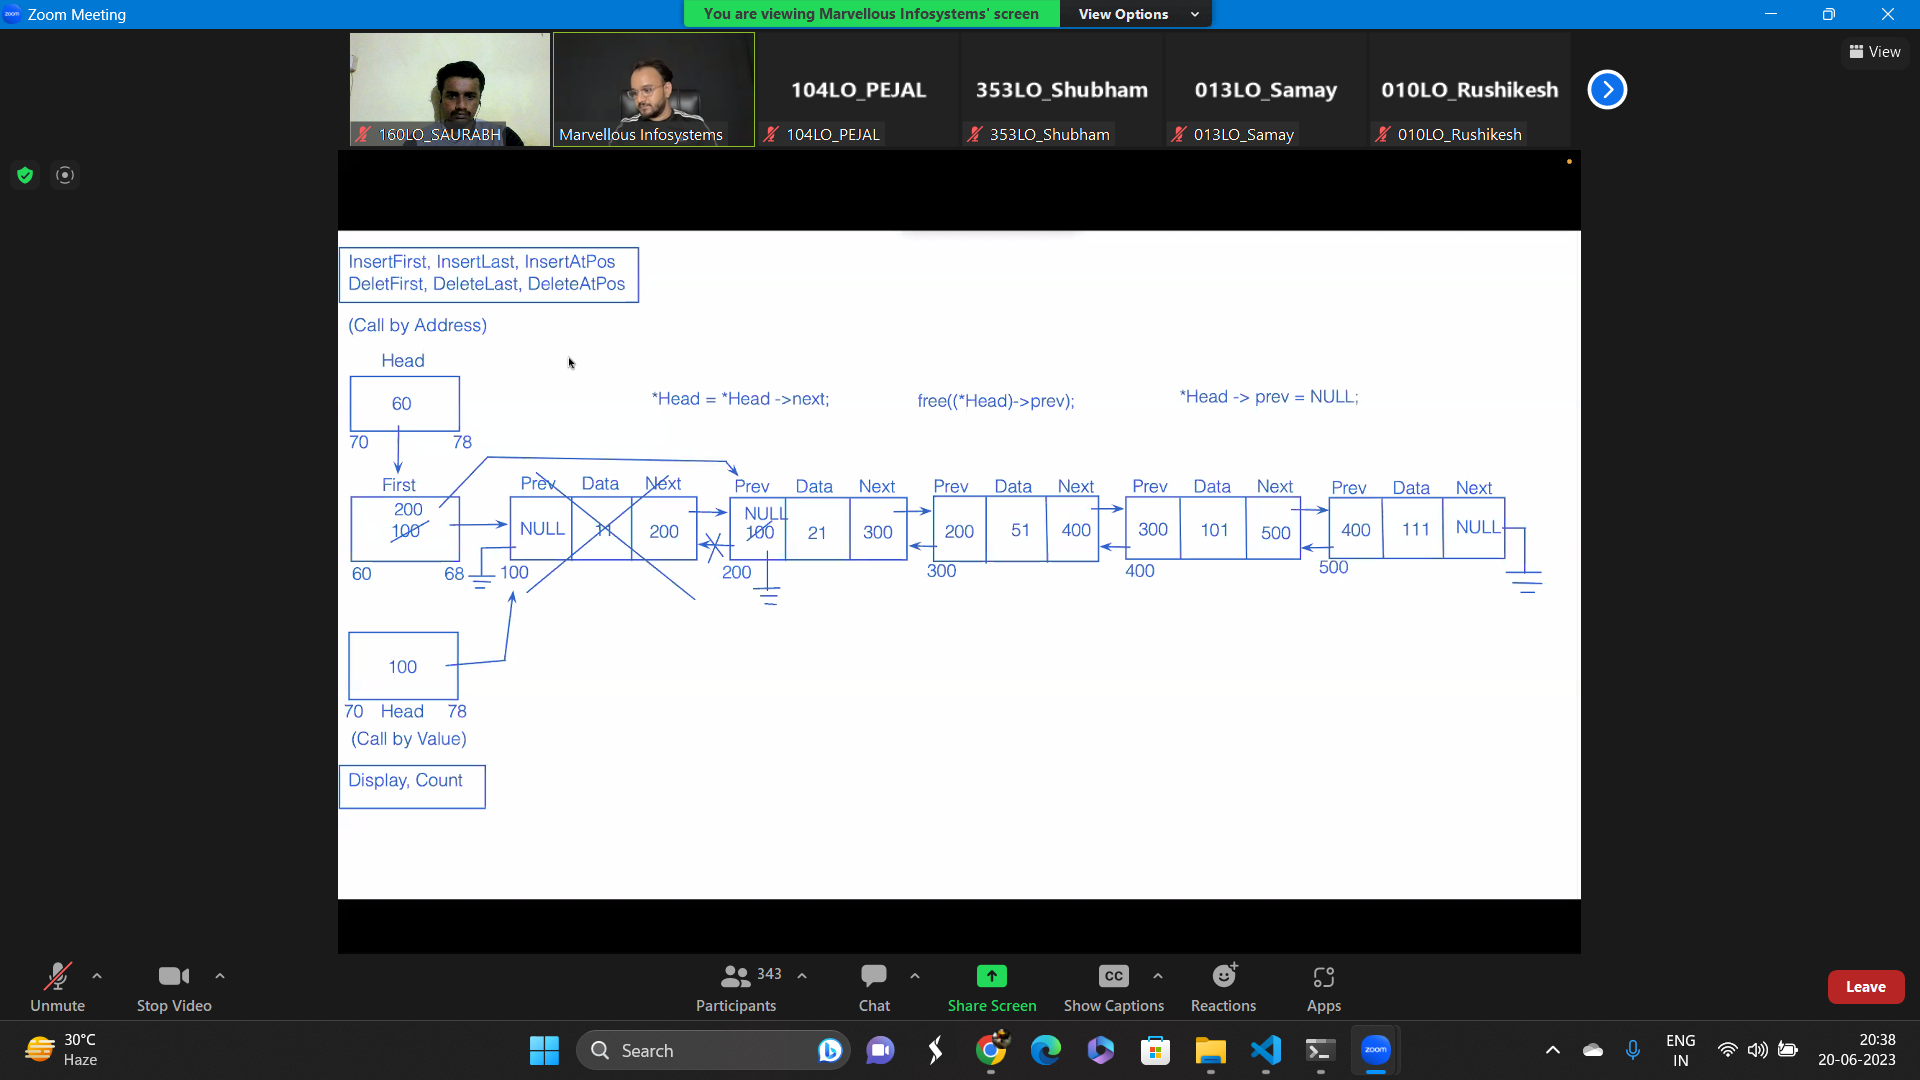 Zoom Meeting
You are viewing Marvellous Infosystems' screen
View Options
View
104LO_PEJAL
353LO_Shubham
013LO_Samay
010LO_Rushikesh
160LO_SAURABH
Marvellous Infosystems
104LO_PEJAL
353LO_Shubham
013LO_Samay
010LO_Rushikesh
InsertFirst, InsertLast, InsertAtPos
DeletFirst, DeleteLast, DeleteAtPos
(Call by Address)
Head
60
70 78
*Head = *Head ->next;
free((*Head)->prev);
*Head -> prev = NULL;
First
200
100
60 68
Prev Data Next
NULL 11 200
100
Prev Data Next
NULL
100 21 300
200
Prev Data Next
200 51 400
300
Prev Data Next
300 101 500
400
Prev Data Next
400 111 NULL
500
100
70 Head 78
(Call by Value)
Display, Count
Unmute
Stop Video
343
Participants
Chat
Share Screen
CC
Show Captions
Reactions
Apps
Leave
30°C
Haze
Search
zoom
ENG
IN
20:38
20-06-2023